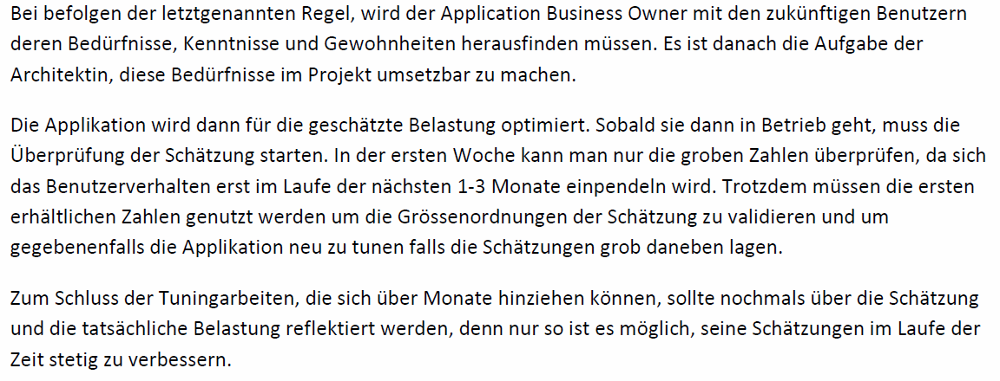 Bei befolgen der letztgenannten Regel, wird der Application Business Owner mit den zukünftigen Benutzern
deren Bedürfnisse, Kenntnisse und Gewohnheiten herausfinden müssen. Es ist danach die Aufgabe der
Architektin, diese Bedürfnisse im Projekt umsetzbar zu machen.
Die Applikation wird dann für die geschätzte Belastung optimiert. Sobald sie dann in Betrieb geht, muss die
Überprüfung der Schätzung starten. In der ersten Woche kann man nur die groben Zahlen überprüfen, da sich
das Benutzerverhalten erst im Laufe der nächsten 1-3 Monate einpendeln wird. Trotzdem müssen die ersten
erhältlichen Zahlen genutzt werden um die Grössenordnungen der Schätzung zu validieren und um
gegebenenfalls die Applikation neu zu tunen falls die Schätzungen grob daneben lagen.
Zum Schluss der Tuningarbeiten, die sich über Monate hinziehen können, sollte nochmals über die Schätzung
und die tatsächliche Belastung reflektiert werden, denn nur so ist es möglich, seine Schätzungen im Laufe der
Zeit stetig zu verbessern.